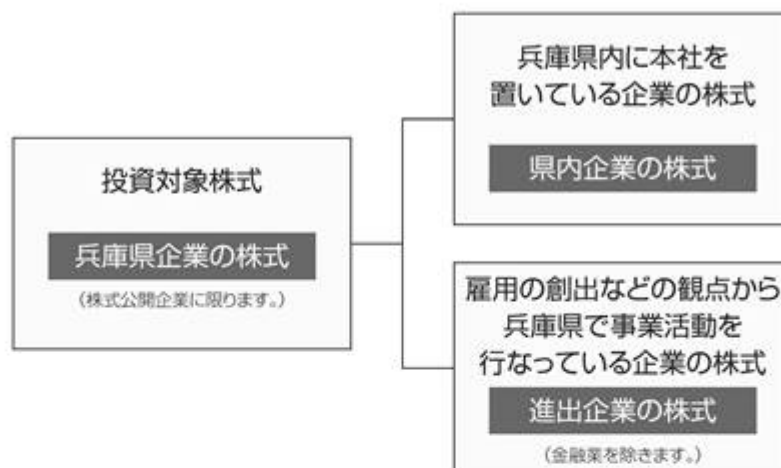 投資対象株式
兵庫県企業の株式
(株式公開企業に限ります。)
兵庫県内に本社を
置いている企業の株式
県内企業の株式
雇用の創出などの観点から
兵庫県で事業活動を
行なっている企業の株式
進出企業の株式
(金融業を除きます。)